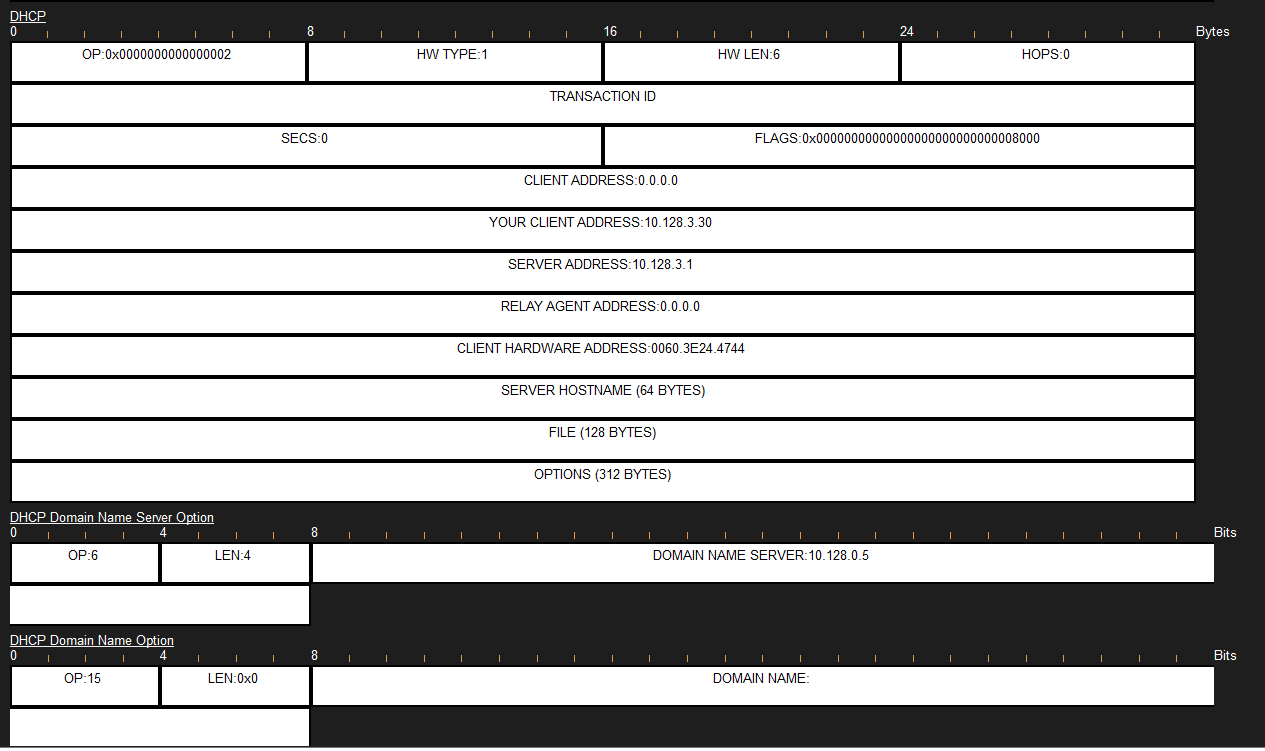 DHCP
0 8 16 24 Bytes
OP:0x0000000000000002 HW TYPE:1 HW LEN:6 HOPS:0
TRANSACTION ID
SECS:0 FLAGS:0x00000000000000000000000000008000
CLIENT ADDRESS:0.0.0.0
YOUR CLIENT ADDRESS:10.128.3.30
SERVER ADDRESS:10.128.3.1
RELAY AGENT ADDRESS:0.0.0.0
CLIENT HARDWARE ADDRESS:0060.3E24.4744
SERVER HOSTNAME (64 BYTES)
FILE (128 BYTES)
OPTIONS (312 BYTES)
DHCP Domain Name Server Option
0 4 8 Bits
OP:6 LEN:4 DOMAIN NAME SERVER:10.128.0.5
DHCP Domain Name Option
0 4 8 Bits
OP:15 LEN:0x0 DOMAIN NAME: